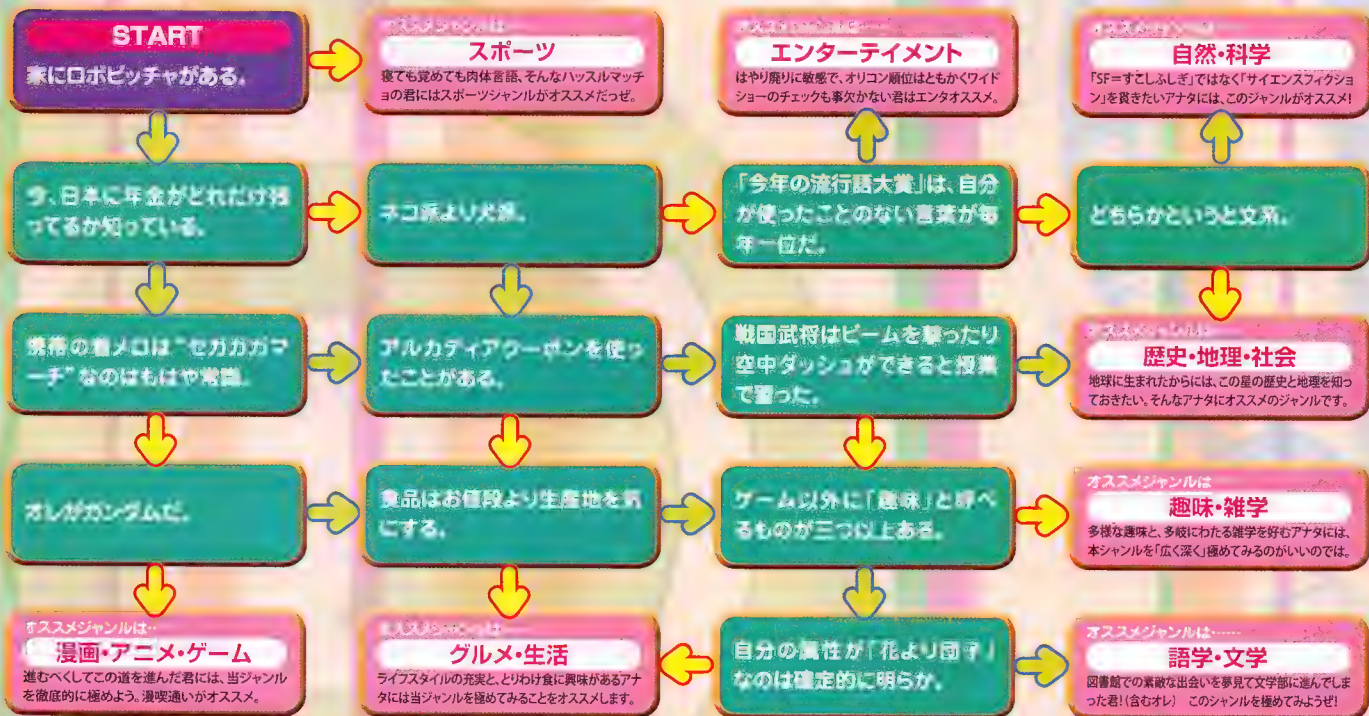 START
家にロボピッチャがある。
オススメジャンルは……
スポーツ
寝ても覚めても肉体言語、そんなハッスルマッチ
ョの君にはスポーツジャンルがオススメだっぜ。
エンターテイメント
はやり廃りに敏感で、オリコン順位はともかくワイド
ショーのチェックも事欠かない君はエンタオススメ。
自然・科学
「SF=すこしふしぎ」ではなく「サイエンスフィクショ
ン」を貫きたいアナタには、このジャンルがオススメ!
今、日本に年金がどれだけ残
ってるか知っている。
ネコ派より犬派。
「今年の流行語大賞」は、自分
が使ったことのない言葉が毎
年一位だ。
どちらかというと文系。
携帯の着メロは"セガガガマ
ーチ"なのはもはや常識。
アルカディアクーポンを使っ
たことがある。
戦国武将はビームを撃ったり
空中ダッシュができると授業
で習った。
オススメジャンルは……
歴史・地理・社会
地球に生まれたからには、この星の歴史と地理を知っ
ておきたい。そんなアナタにオススメのジャンルです。
オレがガンダムだ。
食品はお値段より生産地を気
にする。
ゲーム以外に「趣味」と呼べ
るものが三つ以上ある。
オススメジャンルは
趣味・雑学
多様な趣味と、多岐にわたる雑学を好むアナタには、
本ジャンルを「広く深く」極めてみるのがいいのでは。
オススメジャンルは…
漫画・アニメ・ゲーム
進むべくしてこの道を進んだ君には、当ジャンル
を徹底的に極めよう。漫喫通いがオススメ。
グルメ・生活
ライフスタイルの充実と、とりわけ食に興味があるアナ
タには当ジャンルを極めてみることをオススメします。
自分の属性が「花より団子」
なのは確定的に明らか。
オススメジャンルは……
語学・文学
図書館での素敵な出会いを夢見て文学部に進んでしま
った君!(含むオレ) このジャンルを極めてみようぜ!